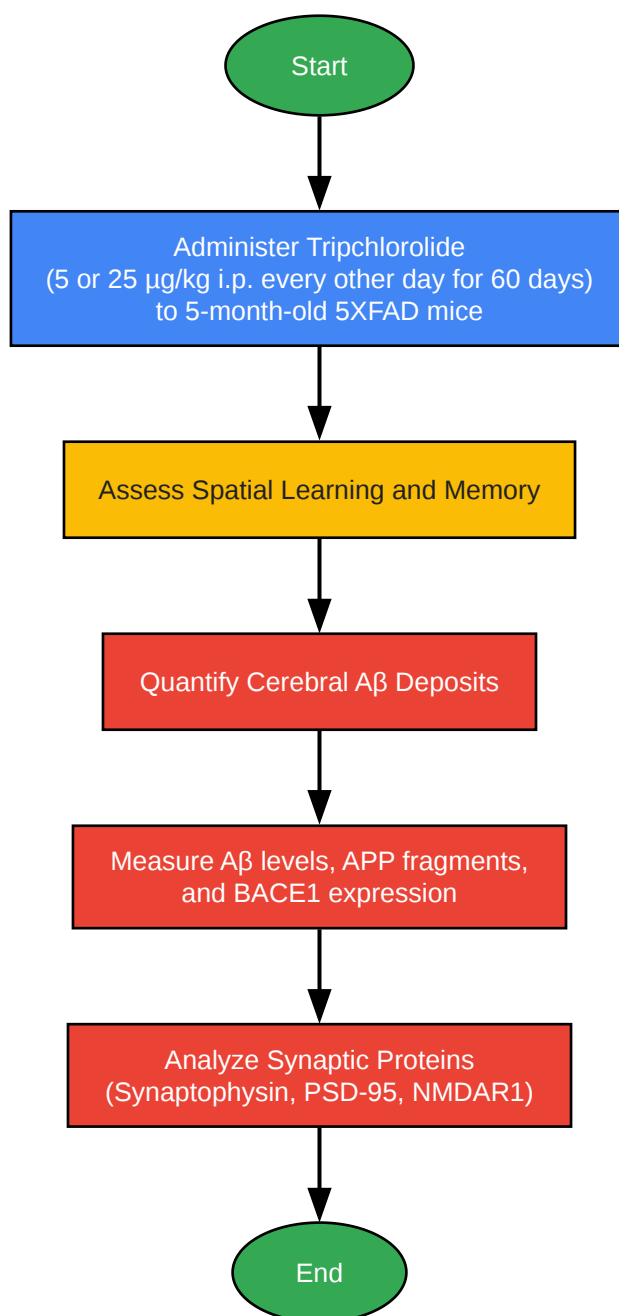 Start
Administer Tripchlorolide
(5 or 25 µg/kg i.p. every other day for 60 days)
to 5-month-old 5XFAD mice
Assess Spatial Learning and Memory
Quantify Cerebral Aβ Deposits
Measure Aβ levels, APP fragments,
and BACE1 expression
Analyze Synaptic Proteins
(Synaptophysin, PSD-95, NMDAR1)
End